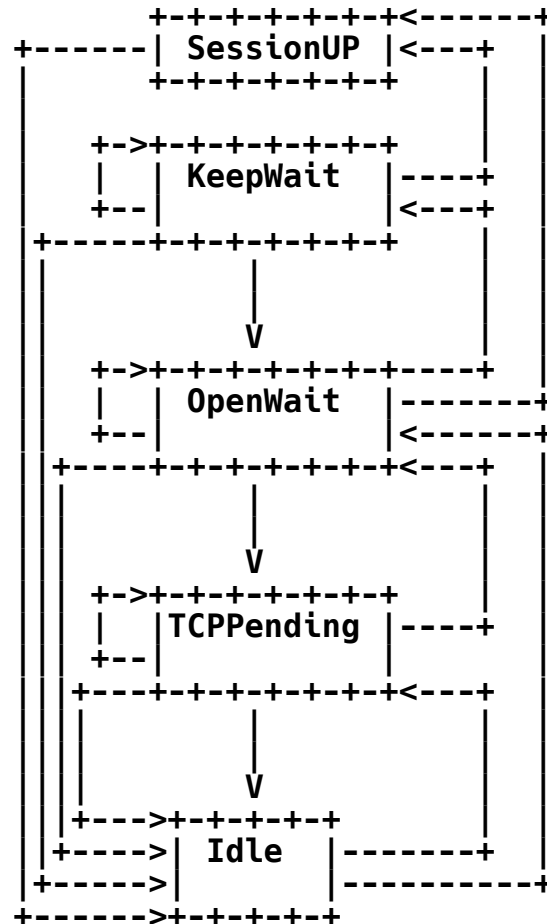 SessionUP
KeepWait
V
OpenWait
V
TCPPending
V
Idle